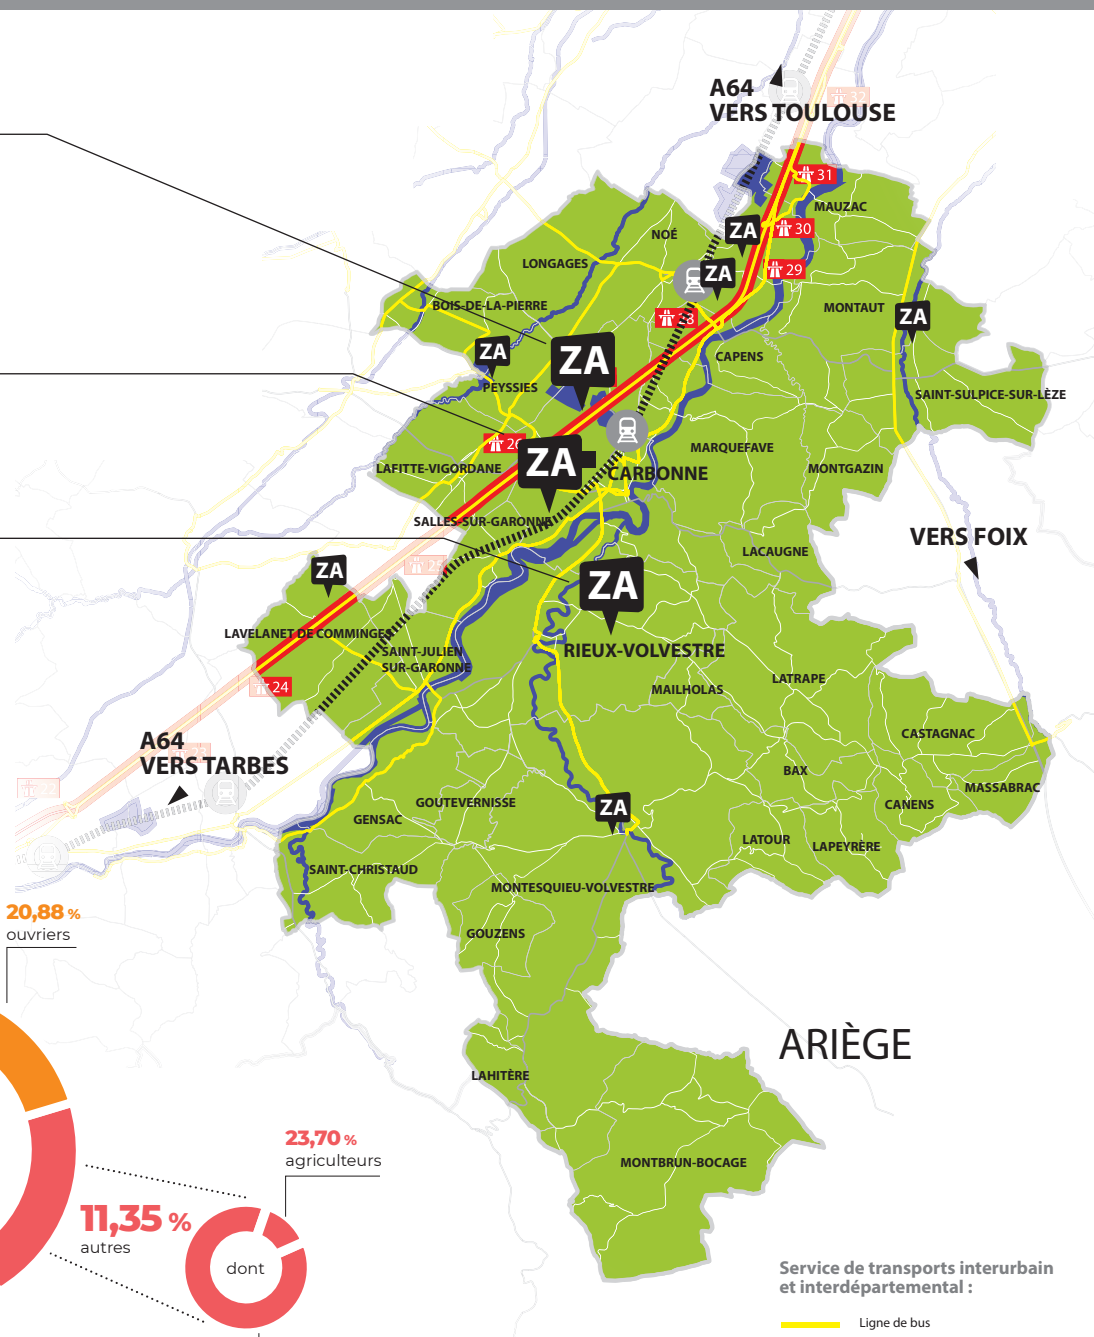 A64
VERS TOULOUSE
32
31
MAUZAC
ZA
30
NOÉ
LONGAGES
ZA
29
BOIS-DE-LA-PIERRE
MONTAUT
ZA
ZA
ZA
CAPENS
PEYSSIES
SAINT-SULPICE-SUR-LÈZE
26
ZA
MARQUEFAVE
LAFITTE-VIGORDANE
CARBONNE
MONTGAZIN
SALLES-SUR-GARONNE
VERS FOIX
LACAUGNE
ZA
ZA
LAVELANET DE COMMINGES
SAINT-JULIEN
SUR-GARONNE
RIEUX-VOLVESTRE
LATRAPE
24
MAILHOLAS
A64
VERS TARBES
23
CASTAGNAC
BAX
22
MASSABRAC
GOUTEVERNISSE
ZA
CANENS
GENSAC
LATOUR
LAPEYRÈRE
SAINT-CHRISTAUD
MONTESQUIEU-VOLVESTRE
20,88 %
ouvriers
GOUZENS
ARIÈGE
LAHITÈRE
23,70 %
agriculteurs
MONTBRUN-BOCAGE
11,35 %
autres
dont
Service de transports interurbain
et interdépartemental :
Ligne de bus